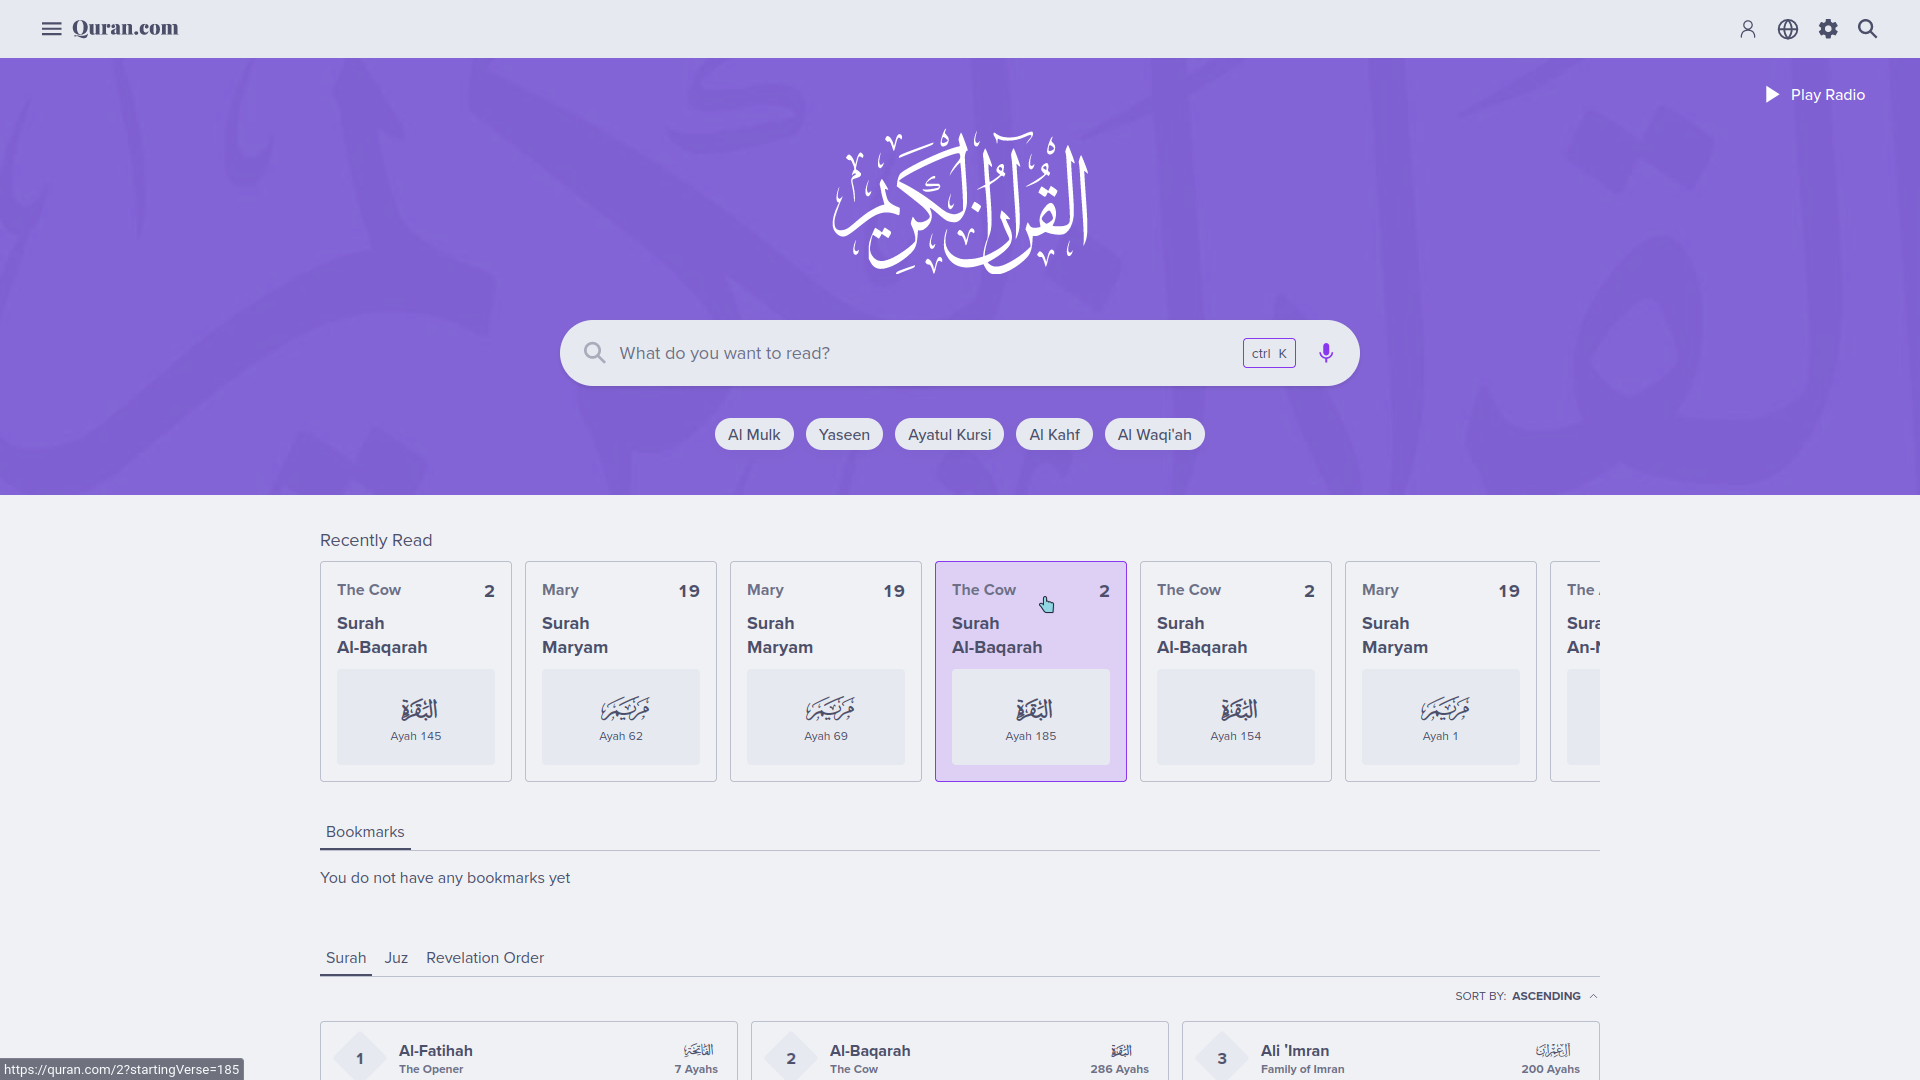 Quran.com
Play Radio
القرآن الكريم
What do you want to read?
ctrl K
Al Mulk
Yaseen
Ayatul Kursi
Al Kahf
Al Waqi'ah
Recently Read
The Cow 2
Surah
Al-Baqarah
البقرة
Ayah 145
Mary 19
Surah
Maryam
مريم
Ayah 62
Mary 19
Surah
Maryam
مريم
Ayah 69
The Cow 2
Surah
Al-Baqarah
البقرة
Ayah 185
The Cow 2
Surah
Al-Baqarah
البقرة
Ayah 154
Mary 19
Surah
Maryam
مريم
Ayah 1
The
Bookmarks
You do not have any bookmarks yet
Surah Juz Revelation Order
SORT BY: ASCENDING
1 Al-Fatihah الفاتحة
The Opener 7 Ayahs
2 Al-Baqarah البقرة
The Cow 286 Ayahs
3 Ali 'Imran آل عمران
Family of Imran 200 Ayahs
https://quran.com/2?startingVerse=185